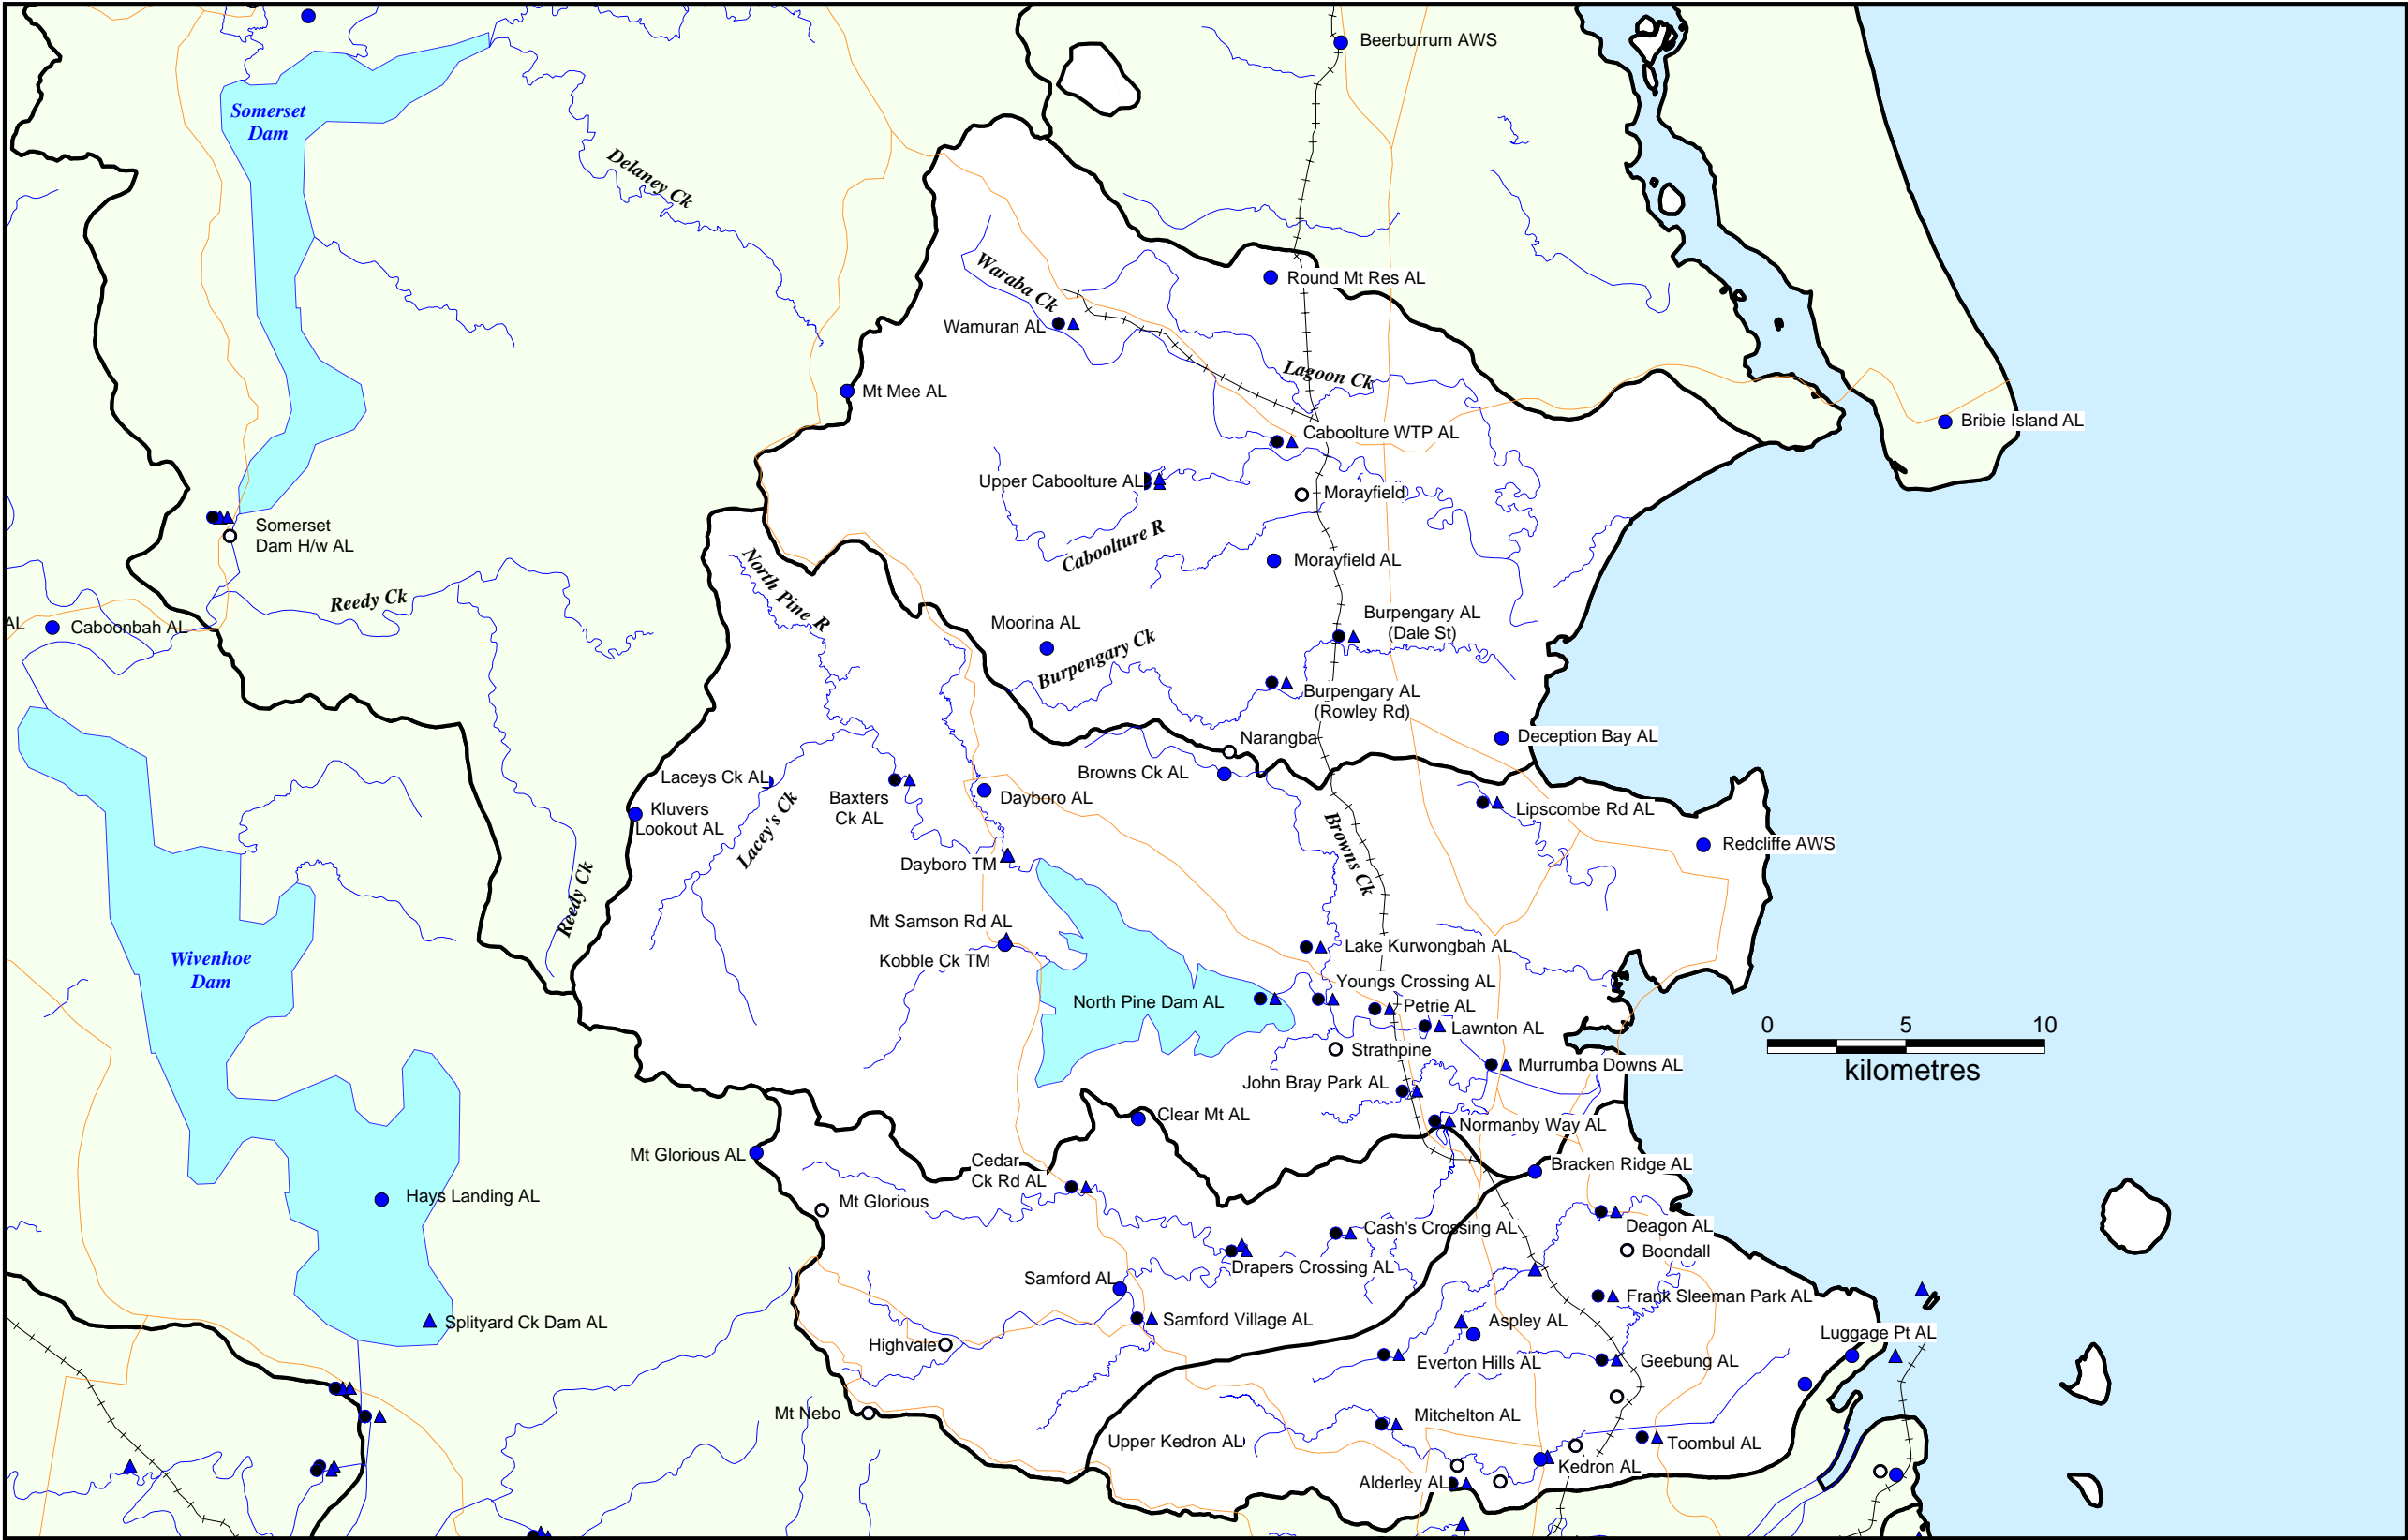 Beerburrum AWS
Somerset
Dam
Delaney Ck
Waraba Ck
Round Mt Res AL
Wamuran AL
Lagoon Ck
Mt Mee AL
Bribie Island AL
Caboolture WTP AL
Upper Caboolture AL
Morayfield
Somerset
Dam H/w AL
Caboolture R
Morayfield AL
North Pine R
Reedy Ck
AL
Caboonbah AL
Moorina AL
Burpengary AL
(Dale St)
Burpengary Ck
Burpengary AL
(Rowley Rd)
Narangba
Deception Bay AL
Browns Ck AL
Laceys Ck AL
Baxters
Ck AL
Dayboro AL
Kluvers
Lookout AL
Lipscombe Rd AL
Lacey's Ck
Browns Ck
Redcliffe AWS
Dayboro TM
Reedy Ck
Mt Samson Rd AL
Lake Kurwongbah AL
Kobble Ck TM
Wivenhoe
Dam
Youngs Crossing AL
North Pine Dam AL
Petrie AL
Lawnton AL
0 5 10
kilometres
Strathpine
Murrumba Downs AL
John Bray Park AL
Clear Mt AL
Normanby Way AL
Mt Glorious AL
Cedar
Ck Rd AL
Bracken Ridge AL
Hays Landing AL
Mt Glorious
Cash's Crossing AL
Deagon AL
Boondall
Drapers Crossing AL
Samford AL
Frank Sleeman Park AL
Splityard Ck Dam AL
Samford Village AL
Aspley AL
Luggage Pt AL
Highvale
Everton Hills AL
Geebung AL
Mt Nebo
Mitchelton AL
Upper Kedron AL
Toombul AL
Kedron AL
Alderley AL